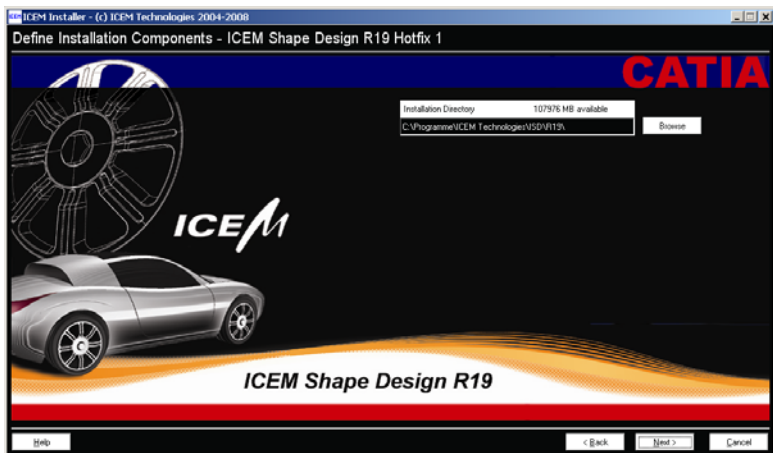 ICEM Installer - (c) ICEM Technologies 2004-2008
Define Installation Components - ICEM Shape Design R19 Hotfix 1
CATIA
Installation Directory 107976 MB available
C:\Programme\ICEM Technologies\ISD\R19\
Browse
ICEM
ICEM Shape Design R19
Help
< Back
Next >
Cancel